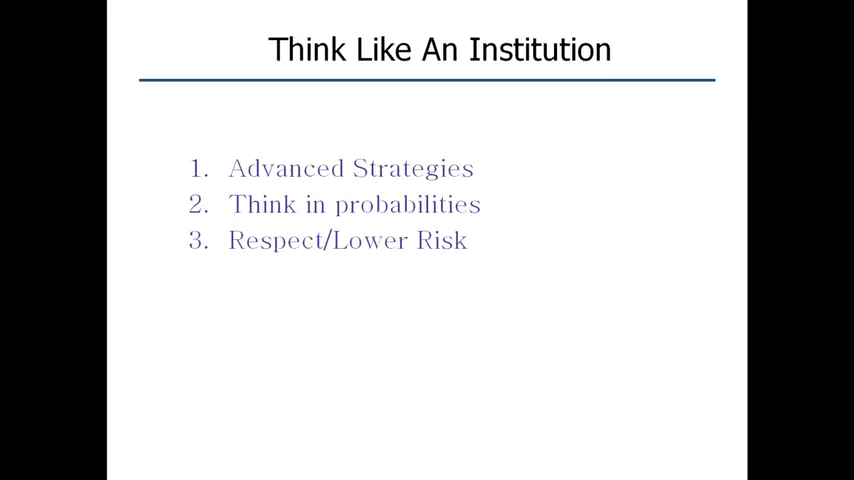 Think Like An Institution
1. Advanced Strategies
2. Think in probabilities
3. Respect/Lower Risk